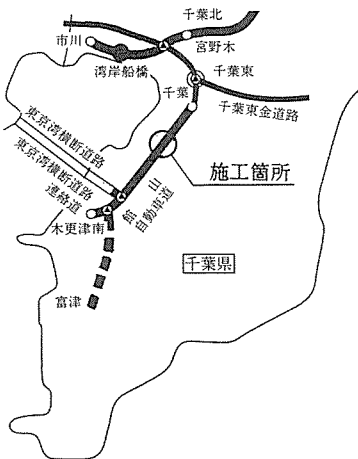 千葉北
市川
宮野木
湾岸船橋
千葉東
千葉
千葉東金道路
東京湾横断道路
東京湾横断道路
連絡道
施工箇所
館山
自動車道
木更津南
千葉県
富津